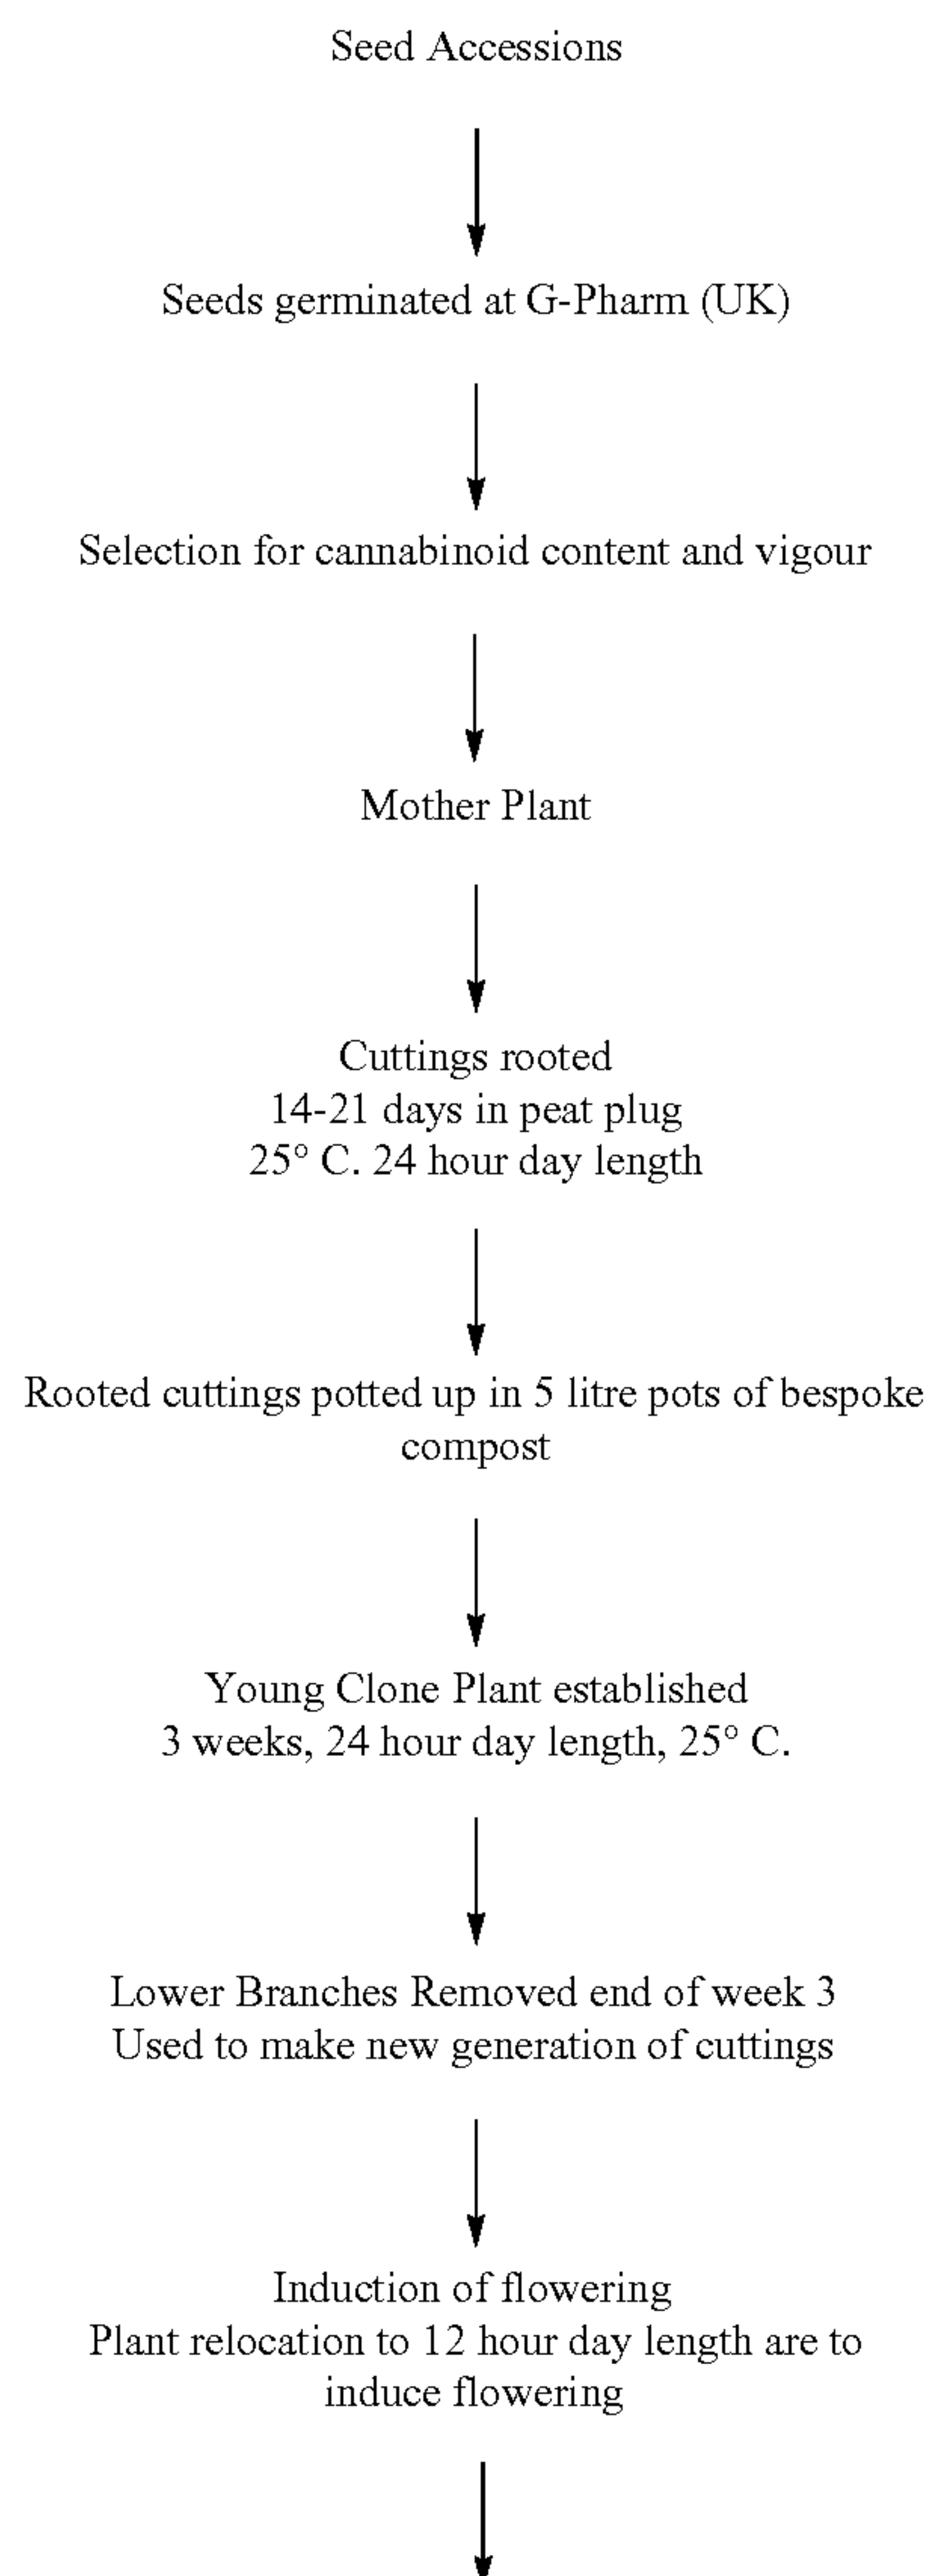 Seed Accessions
Seeds germinated at G-Pharm (UK)
Selection for cannabinoid content and vigour
Mother Plant
Cuttings rooted
14-21 days in peat plug
25° C. 24 hour day length
Rooted cuttings potted up in 5 litre pots of bespoke
compost
Young Clone Plant established
3 weeks, 24 hour day length, 25° C.
Lower Branches Removed end of week 3
Used to make new generation of cuttings
Induction of flowering
Plant relocation to 12 hour day length are to
induce flowering